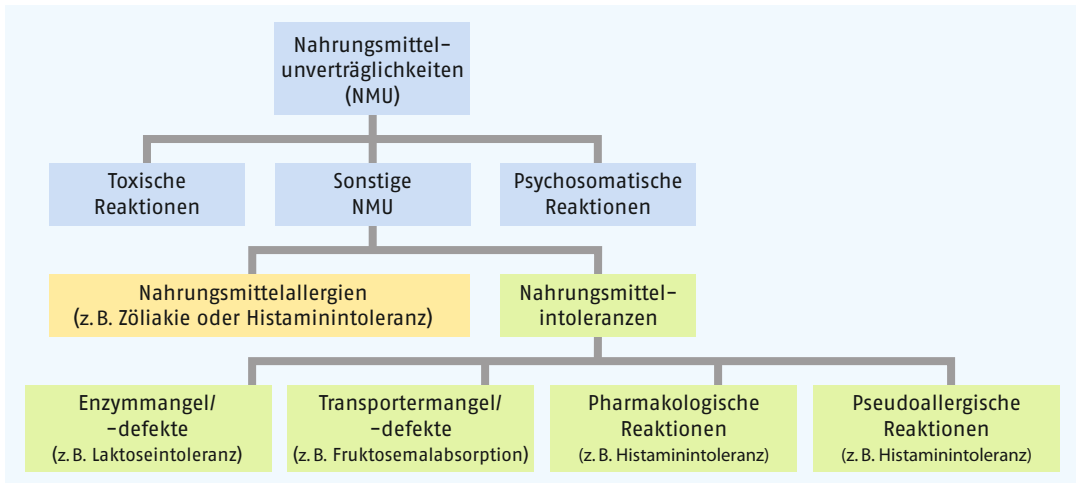 Nahrungsmittel-
unverträglichkeiten
(NMU)
Toxische
Reaktionen
Sonstige
NMU
Psychosomatische
Reaktionen
Nahrungsmittelallergien
(z. B. Zöliakie oder Histaminintoleranz)
Nahrungsmittel-
intoleranzen
Enzymmangel/
-defekte
(z. B. Laktoseintoleranz)
Transportermangel/
-defekte
(z. B. Fruktosemalabsorption)
Pharmakologische
Reaktionen
(z. B. Histaminintoleranz)
Pseudoallergische
Reaktionen
(z. B. Histaminintoleranz)